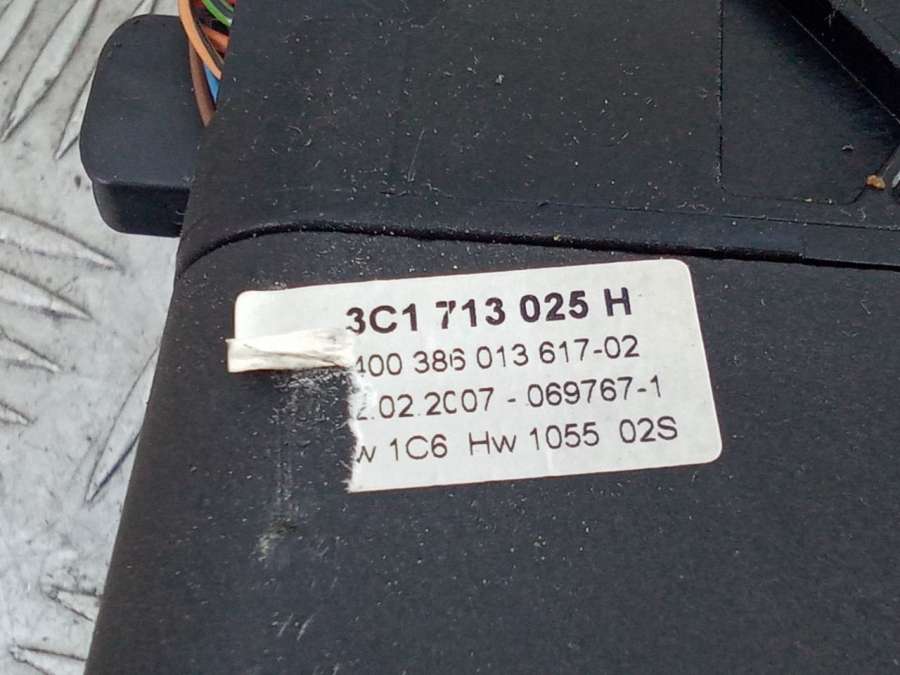 3C1 713 025 H
400 386 013 617-02
2.02.2007 - 069767-1
w 1C6 Hw 1055 02S